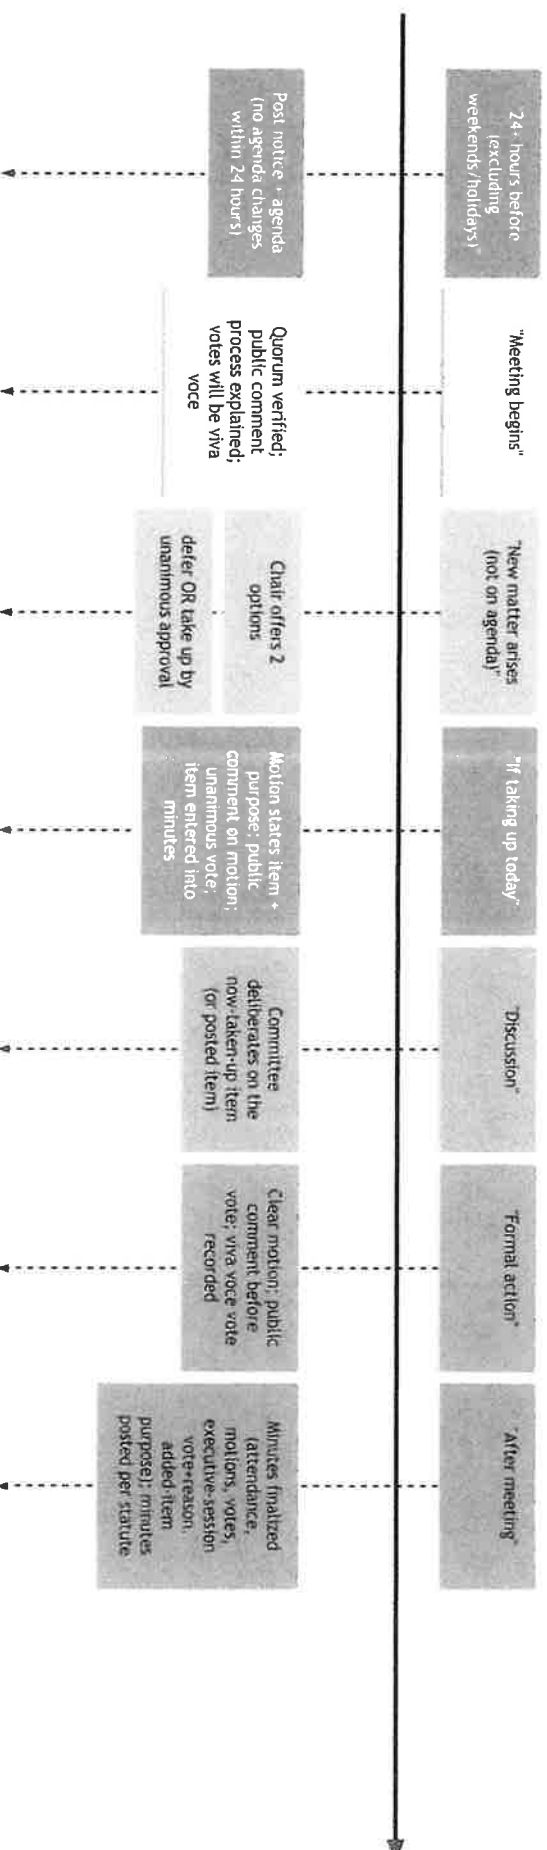 "24+ hours before
(excluding
weekends/holidays)"
Post notice + agenda
(no agenda changes
within 24 hours)
"Meeting begins"
Quorum verified;
public comment
process explained;
votes will be viva
voce
"New matter arises
(not on agenda)"
Chair offers 2
options
defer OR take up by
unanimous approval
"If taking up today"
Motion states item +
purpose; public
comment on motion;
unanimous vote;
item entered into
minutes
"Discussion"
Committee
deliberates on the
now-taken-up item
(or posted item)
"Formal action"
Clear motion; public
comment before
vote; viva voce vote
recorded
"After meeting"
Minutes finalized
(attendance,
motions, votes,
executive-session
vote+reason,
added-item
purpose); minutes
posted per statute